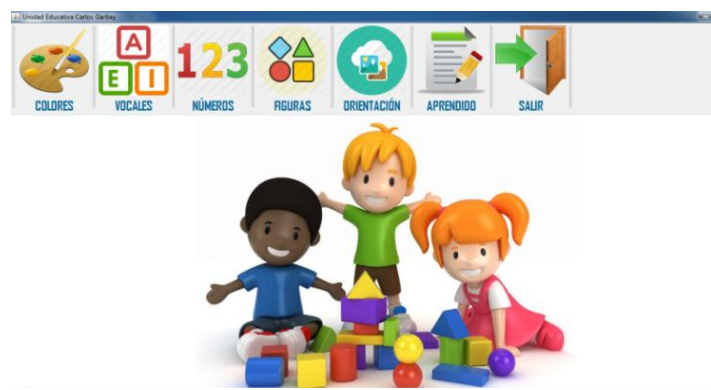 Unidad Educativa Carlos Garbay
A
E I
123
COLORES VOCALES NÚMEROS FIGURAS ORIENTACIÓN APRENDIDO SALIR